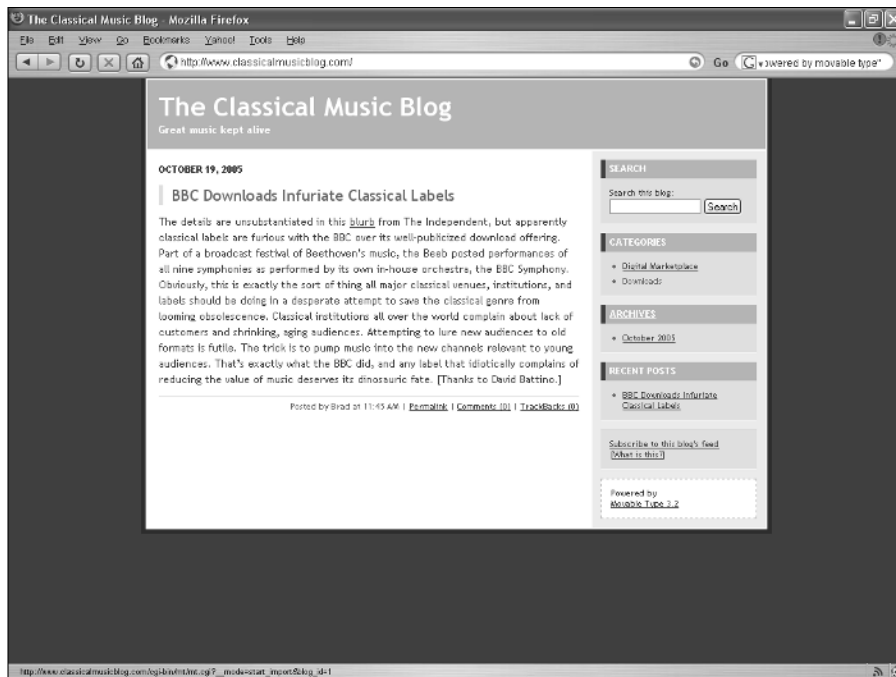 The Classical Music Blog - Mozilla Firefox
File Edit View Go Bookmarks Yahoo! Tools Help
http://www.classicalmusicblog.com/
Go
powered by movable type"
The Classical Music Blog
Great music kept alive
OCTOBER 19, 2005
BBC Downloads Infuriate Classical Labels
The details are unsubstantiated in this blurb from The Independent, but apparently
classical labels are furious with the BBC over its well-publicized download offering.
Part of a broadcast festival of Beethoven's music, the Beeb posted performances of
all nine symphonies as performed by its own in-house orchestra, the BBC Symphony.
Obviously, this is exactly the sort of thing all major classical venues, institutions, and
labels should be doing in a desperate attempt to save the classical genre from
looming obsolescence. Classical institutions all over the world complain about lack of
customers and shrinking, aging audiences. Attempting to lure new audiences to old
formats is futile. The trick is to pump music into the new channels relevant to young
audiences. That's exactly what the BBC did, and any label that idiotically complains of
reducing the value of music deserves its dinosauric fate. [Thanks to David Battino.]
Posted by Brad at 11:45 AM | Permalink | Comments (0) | TrackBacks (0)
SEARCH
Search this blog:
Search
CATEGORIES
Digital Marketplace
Downloads
ARCHIVES
October 2005
RECENT POSTS
BBC Downloads Infuriate
Classical Labels
Subscribe to this blog's feed
[What is this?]
Powered by
Movable Type 3.2
http://www.classicalmusicblog.com/cgi-bin/mt/mt.cgi?__mode=start_import&blog_id=1